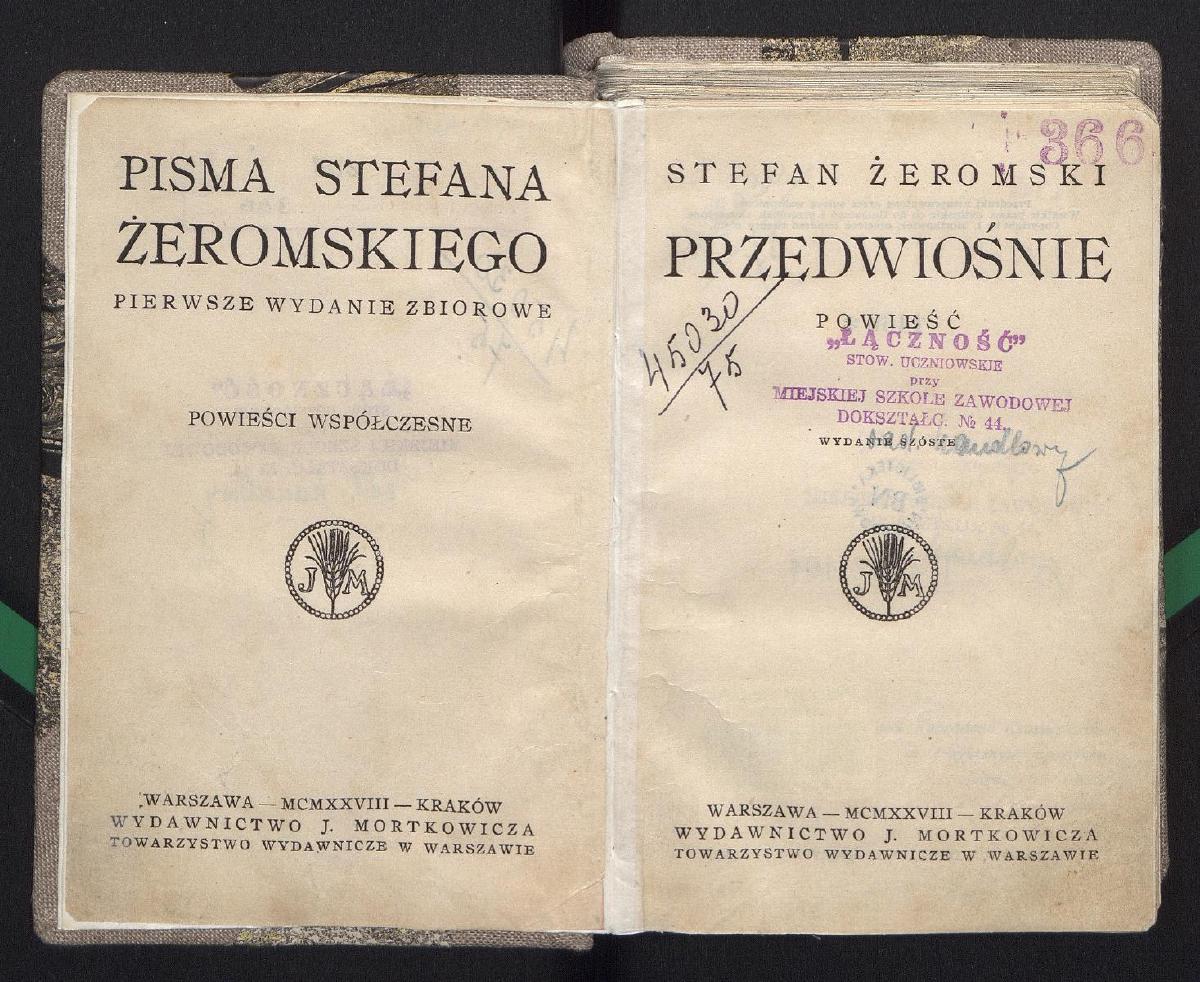 PISMA STEFANA
ŻEROMSKIEGO
PIERWSZE WYDANIE ZBIOROWE
POWIEŚCI WSPÓŁCZESNE
J M
WARSZAWA — MCMXXVIII — KRAKÓW
WYDAWNICTWO J. MORTKOWICZA
TOWARZYSTWO WYDAWNICZE W WARSZAWIE
366
STEFAN ŻEROMSKI
PRZEDWIOŚNIE
POWIEŚĆ
45030
75
„ŁĄCZNOŚĆ”
STOW. UCZNIOWSKIE
przy
MIEJSKIEJ SZKOLE ZAWODOWEJ
DOKSZTAŁC. № 44.
WYDANIE SZÓSTE
J M
WARSZAWA — MCMXXVIII — KRAKÓW
WYDAWNICTWO J. MORTKOWICZA
TOWARZYSTWO WYDAWNICZE W WARSZAWIE